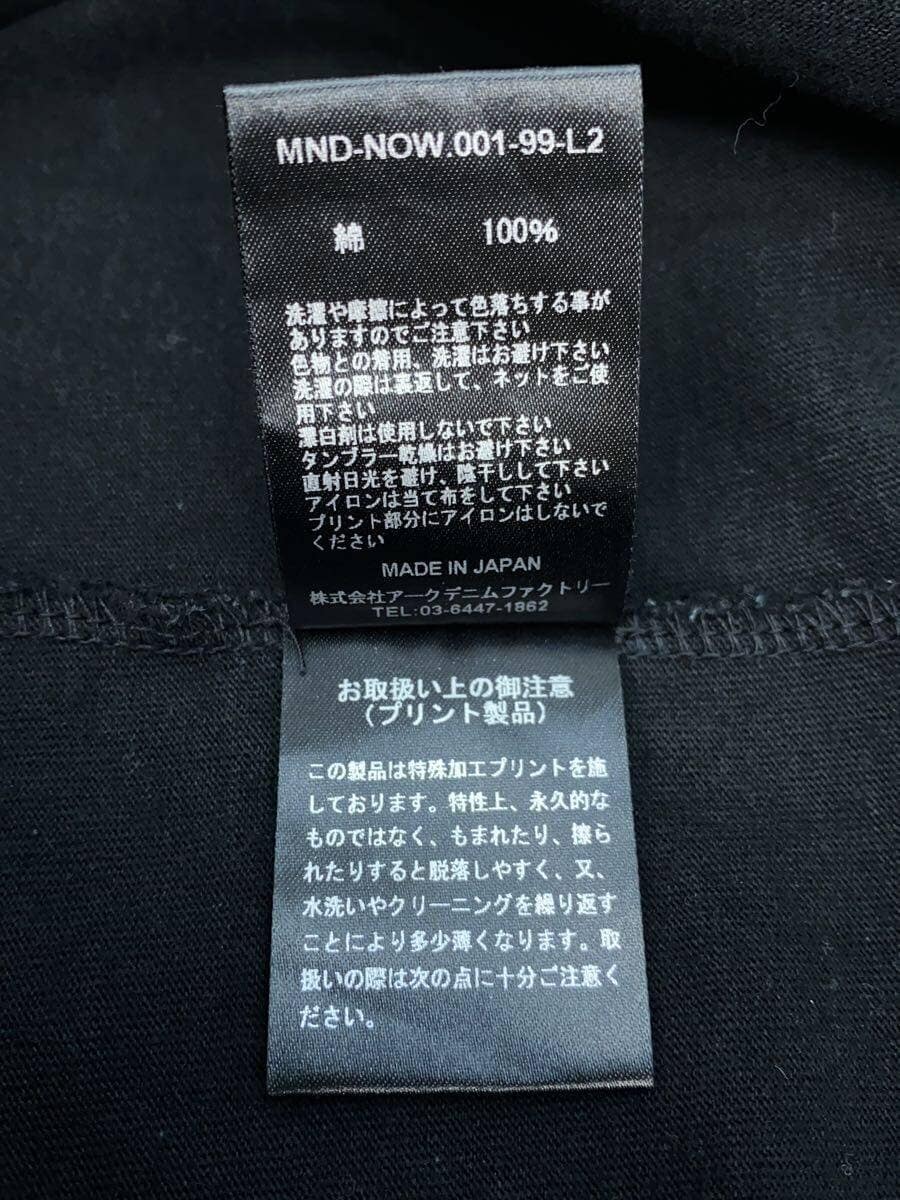 MND-NOW.001-99-L2
綿 100%
洗濯や摩擦によって色落ちする事が
ありますのでご注意下さい
色物との着用、洗濯はお避け下さい
洗濯の際は裏返して、ネットをご使
用下さい
漂白剤は使用しないで下さい
タンブラー乾燥はお避け下さい
直射日光を避け、陰干しして下さい
アイロンは当て布をして下さい
プリント部分にアイロンはしないで
ください
MADE IN JAPAN
株式会社アークデニムファクトリー
TEL:03-6447-1862
お取扱い上の御注意
(プリント製品)
この製品は特殊加工プリントを施
しております。特性上、永久的な
ものではなく、もまれたり、擦ら
れたりすると脱落しやすく、又、
水洗いやクリーニングを繰り返す
ことにより多少薄くなります。取
扱いの際は次の点に十分ご注意く
ださい。